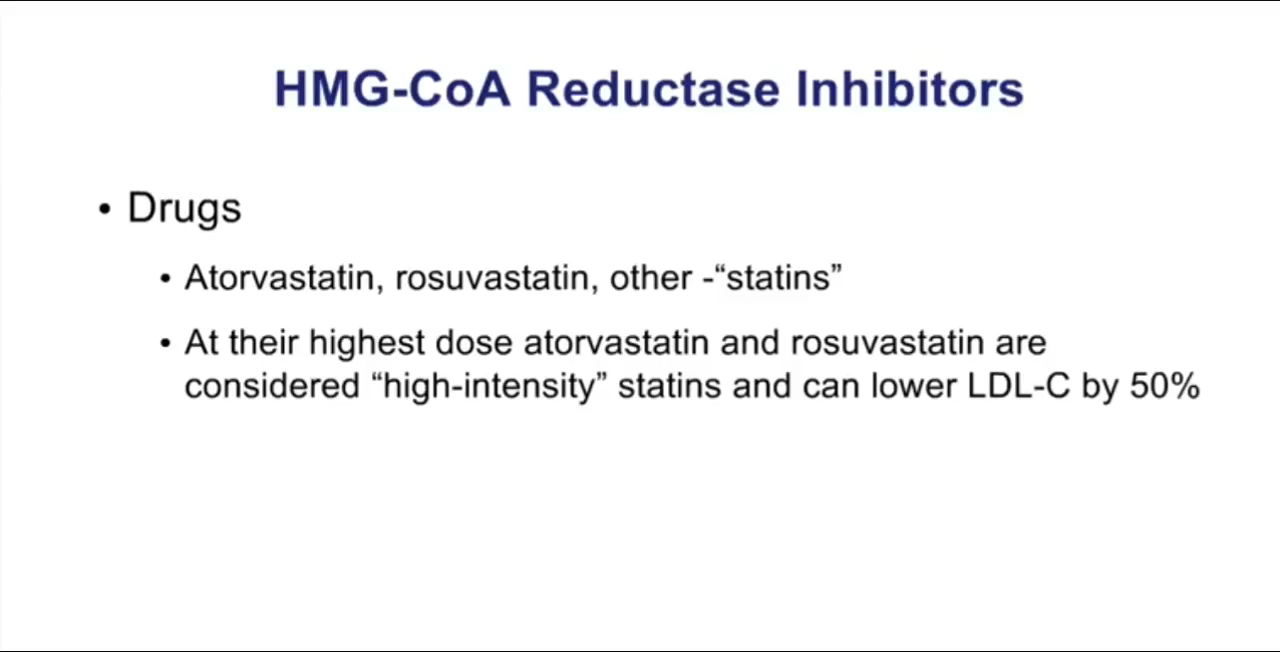 HMG-CoA Reductase Inhibitors
• Drugs
• Atorvastatin, rosuvastatin, other -“statins”
• At their highest dose atorvastatin and rosuvastatin are
considered “high-intensity” statins and can lower LDL-C by 50%